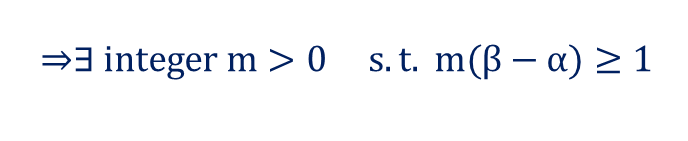 ⇒∃ integer m > 0 s.t. m(β − α) ≥ 1